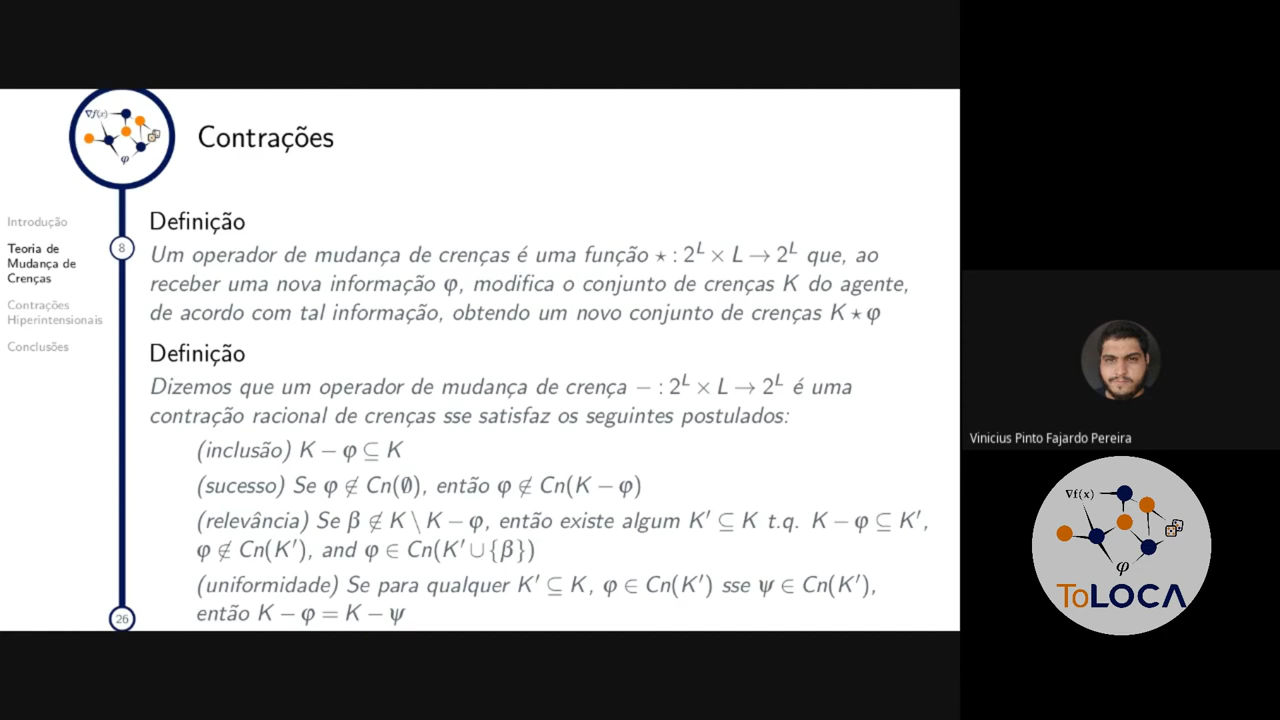 ∇f(x)
φ
Contrações
Introdução
Teoria de
Mudança de
Crenças
Contrações
Hiperintensionais
Conclusões
8
26
Definição
Um operador de mudança de crenças é uma função ⋆ : 2^L × L → 2^L que, ao
receber uma nova informação φ, modifica o conjunto de crenças K do agente,
de acordo com tal informação, obtendo um novo conjunto de crenças K ⋆ φ
Definição
Dizemos que um operador de mudança de crença − : 2^L × L → 2^L é uma
contração racional de crenças sse satisfaz os seguintes postulados:
(inclusão) K − φ ⊆ K
(sucesso) Se φ ∉ Cn(∅), então φ ∉ Cn(K − φ)
(relevância) Se β ∉ K \ K − φ, então existe algum K′ ⊆ K t.q. K − φ ⊆ K′,
φ ∉ Cn(K′), and φ ∈ Cn(K′ ∪ {β})
(uniformidade) Se para qualquer K′ ⊆ K, φ ∈ Cn(K′) sse ψ ∈ Cn(K′),
então K − φ = K − ψ
Vinicius Pinto Fajardo Pereira
∇f(x)
φ
ToLOCA